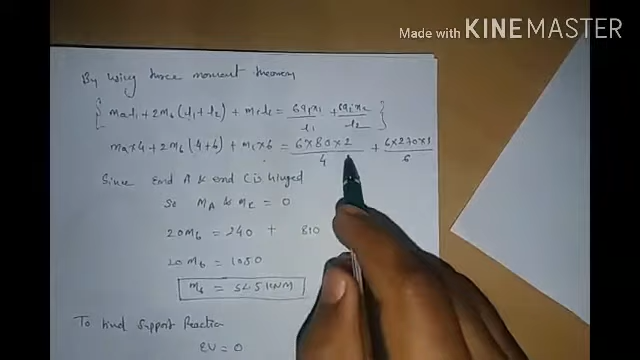 Made with KINEMASTER
By using three moment theorem
{ mal1 + 2Mb (l1+l2) + mcl2 = 6a1x1/l1 + 6a2x2/l2 }
Max4 + 2Mb (4+6) + mc×6 = 6×80×2/4 + 6×270×3/6
Since End A & end C is hinged
So MA & Mc = 0
20Mb = 240 + 810
20Mb = 1050
Mb = 52.5 KNM
To find Support Reaction
ΣV = 0